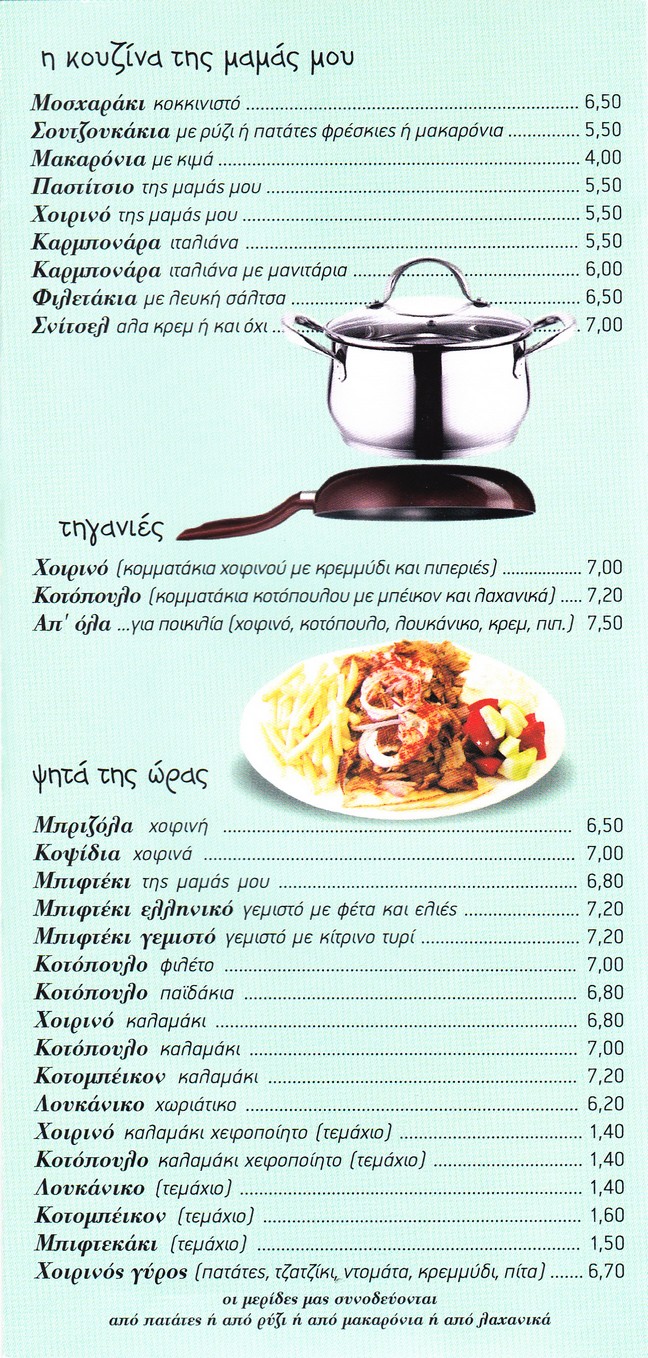 η κουζίνα της μαμάς μου
Μοσχαράκι κοκκινιστό ........ 6,50
Σουτζουκάκια με ρύζι ή πατάτες φρέσκιες ή μακαρόνια ........ 5,50
Μακαρόνια με κιμά ........ 4,00
Παστίτσιο της μαμάς μου ........ 5,50
Χοιρινό της μαμάς μου ........ 5,50
Καρμπονάρα ιταλιάνα ........ 5,50
Καρμπονάρα ιταλιάνα με μανιτάρια ........ 6,00
Φιλετάκια με λευκή σάλτσα ........ 6,50
Σνίτσελ αλα κρεμ ή και όχι ........ 7,00
τηγανιές
Χοιρινό (κομματάκια χοιρινού με κρεμμύδι και πιπεριές) ........ 7,00
Κοτόπουλο (κομματάκια κοτόπουλου με μπέικον και λαχανικά) ..... 7,20
Απ' όλα ...για ποικιλία (χοιρινό, κοτόπουλο, λουκάνικο, κρεμ, πιπ.) 7,50
ψητά της ώρας
Μπριζόλα χοιρινή ........ 6,50
Κοψίδια χοιρινά ........ 7,00
Μπιφτέκι της μαμάς μου ........ 6,80
Μπιφτέκι ελληνικό γεμιστό με φέτα και ελιές ........ 7,20
Μπιφτέκι γεμιστό γεμιστό με κίτρινο τυρί ........ 7,20
Κοτόπουλο φιλέτο ........ 7,00
Κοτόπουλο παϊδάκια ........ 6,80
Χοιρινό καλαμάκι ........ 6,80
Κοτόπουλο καλαμάκι ........ 7,00
Κοτομπέικον καλαμάκι ........ 7,20
Λουκάνικο χωριάτικο ........ 6,20
Χοιρινό καλαμάκι χειροποίητο (τεμάχιο) ........ 1,40
Κοτόπουλο καλαμάκι χειροποίητο (τεμάχιο) ........ 1,40
Λουκάνικο (τεμάχιο) ........ 1,40
Κοτομπέικον (τεμάχιο) ........ 1,60
Μπιφτεκάκι (τεμάχιο) ........ 1,50
Χοιρινός γύρος (πατάτες, τζατζίκι, ντομάτα, κρεμμύδι, πίτα) ....... 6,70
οι μερίδες μας συνοδεύονται
από πατάτες ή από ρύζι ή από μακαρόνια ή από λαχανικά